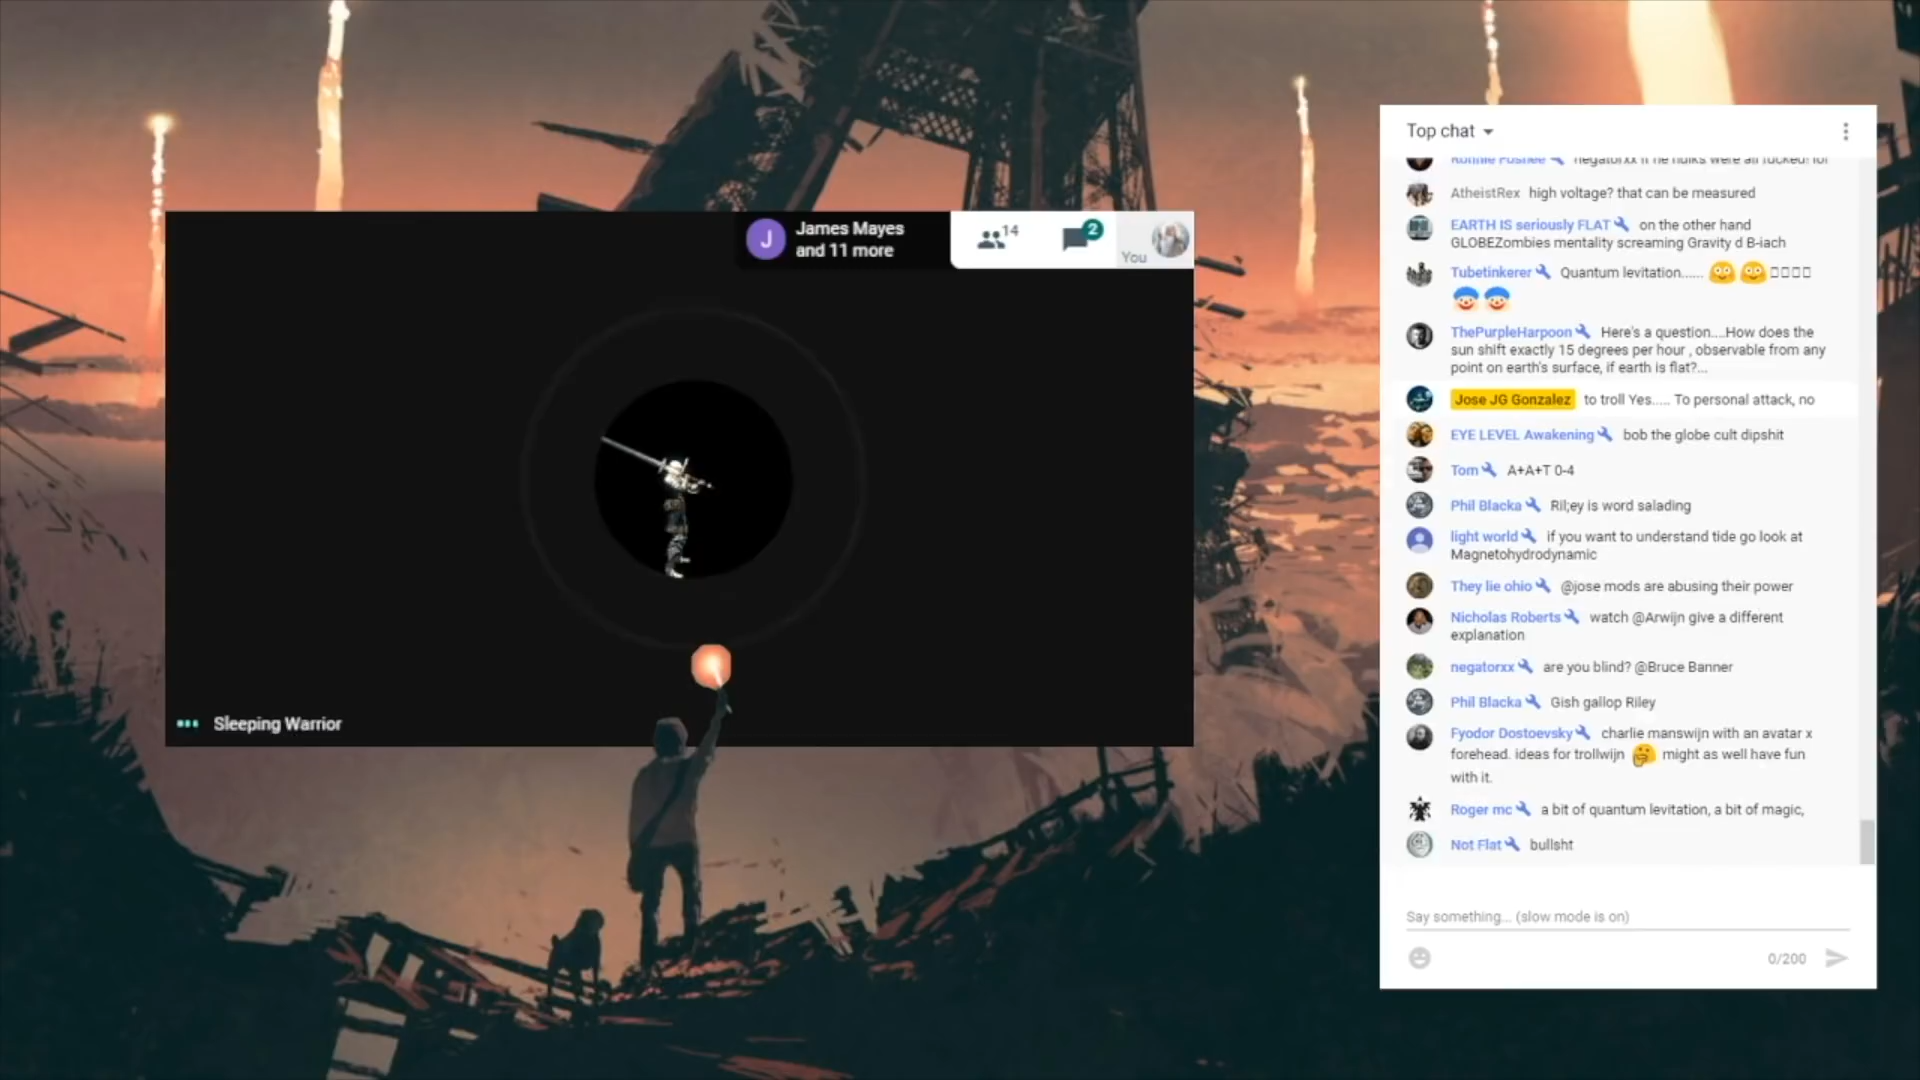 James Mayes
and 11 more
14
2
You
Sleeping Warrior
Top chat
AtheistRex high voltage? that can be measured
EARTH IS seriously FLAT on the other hand
GLOBEZombies mentality screaming Gravity d B-iach
Tubetinkerer Quantum levitation......
ThePurpleHarpoon Here's a question....How does the
sun shift exactly 15 degrees per hour , observable from any
point on earth's surface, if earth is flat?...
Jose JG Gonzalez to troll Yes..... To personal attack, no
EYE LEVEL Awakening bob the globe cult dipshit
Tom A+A+T 0-4
Phil Blacka Ril;ey is word salading
light world if you want to understand tide go look at
Magnetohydrodynamic
They lie ohio @jose mods are abusing their power
Nicholas Roberts watch @Arwijn give a different
explanation
negatorxx are you blind? @Bruce Banner
Phil Blacka Gish gallop Riley
Fyodor Dostoevsky charlie manswijn with an avatar x
forehead. ideas for trollwijn might as well have fun
with it.
Roger mc a bit of quantum levitation, a bit of magic,
Not Flat bullsht
Say something... (slow mode is on)
0/200